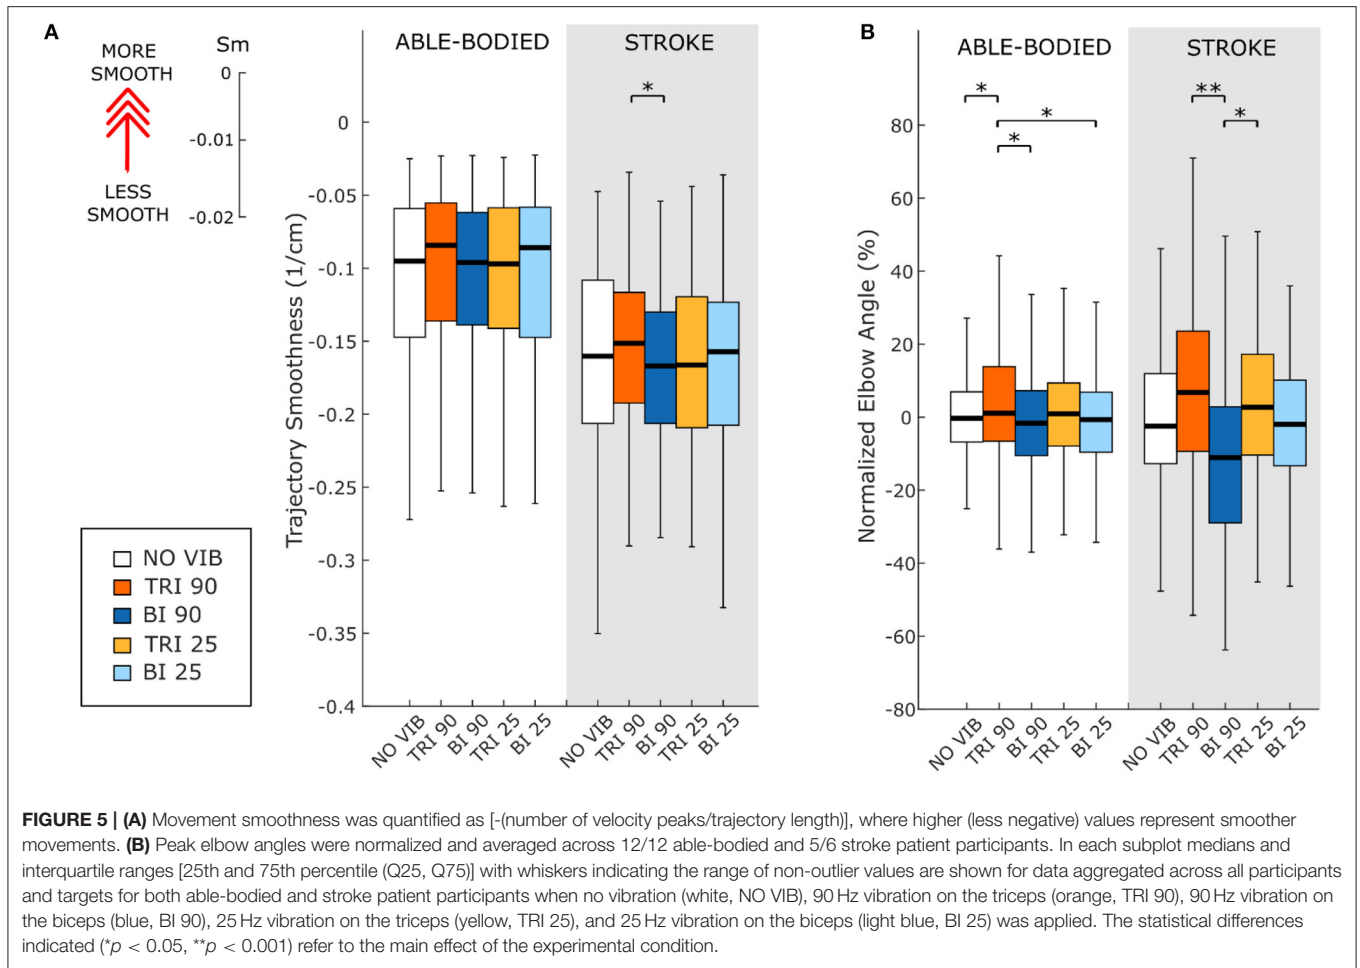 A
MORE
SMOOTH
LESS
SMOOTH
Sm
0
-0.01
-0.02
NO VIB
TRI 90
BI 90
TRI 25
BI 25
ABLE-BODIED
STROKE
*
Trajectory Smoothness (1/cm)
0
-0.05
-0.1
-0.15
-0.2
-0.25
-0.3
-0.35
-0.4
NO VIB
TRI 90
BI 90
TRI 25
BI 25
NO VIB
TRI 90
BI 90
TRI 25
BI 25
B
ABLE-BODIED
STROKE
*
*
*
**
*
Normalized Elbow Angle (%)
80
60
40
20
0
-20
-40
-60
-80
NO VIB
TRI 90
BI 90
TRI 25
BI 25
NO VIB
TRI 90
BI 90
TRI 25
BI 25
FIGURE 5 | (A) Movement smoothness was quantified as [-(number of velocity peaks/trajectory length)], where higher (less negative) values represent smoother
movements. (B) Peak elbow angles were normalized and averaged across 12/12 able-bodied and 5/6 stroke patient participants. In each subplot medians and
interquartile ranges [25th and 75th percentile (Q25, Q75)] with whiskers indicating the range of non-outlier values are shown for data aggregated across all participants
and targets for both able-bodied and stroke patient participants when no vibration (white, NO VIB), 90 Hz vibration on the triceps (orange, TRI 90), 90 Hz vibration on
the biceps (blue, BI 90), 25 Hz vibration on the triceps (yellow, TRI 25), and 25 Hz vibration on the biceps (light blue, BI 25) was applied. The statistical differences
indicated (*p < 0.05, **p < 0.001) refer to the main effect of the experimental condition.